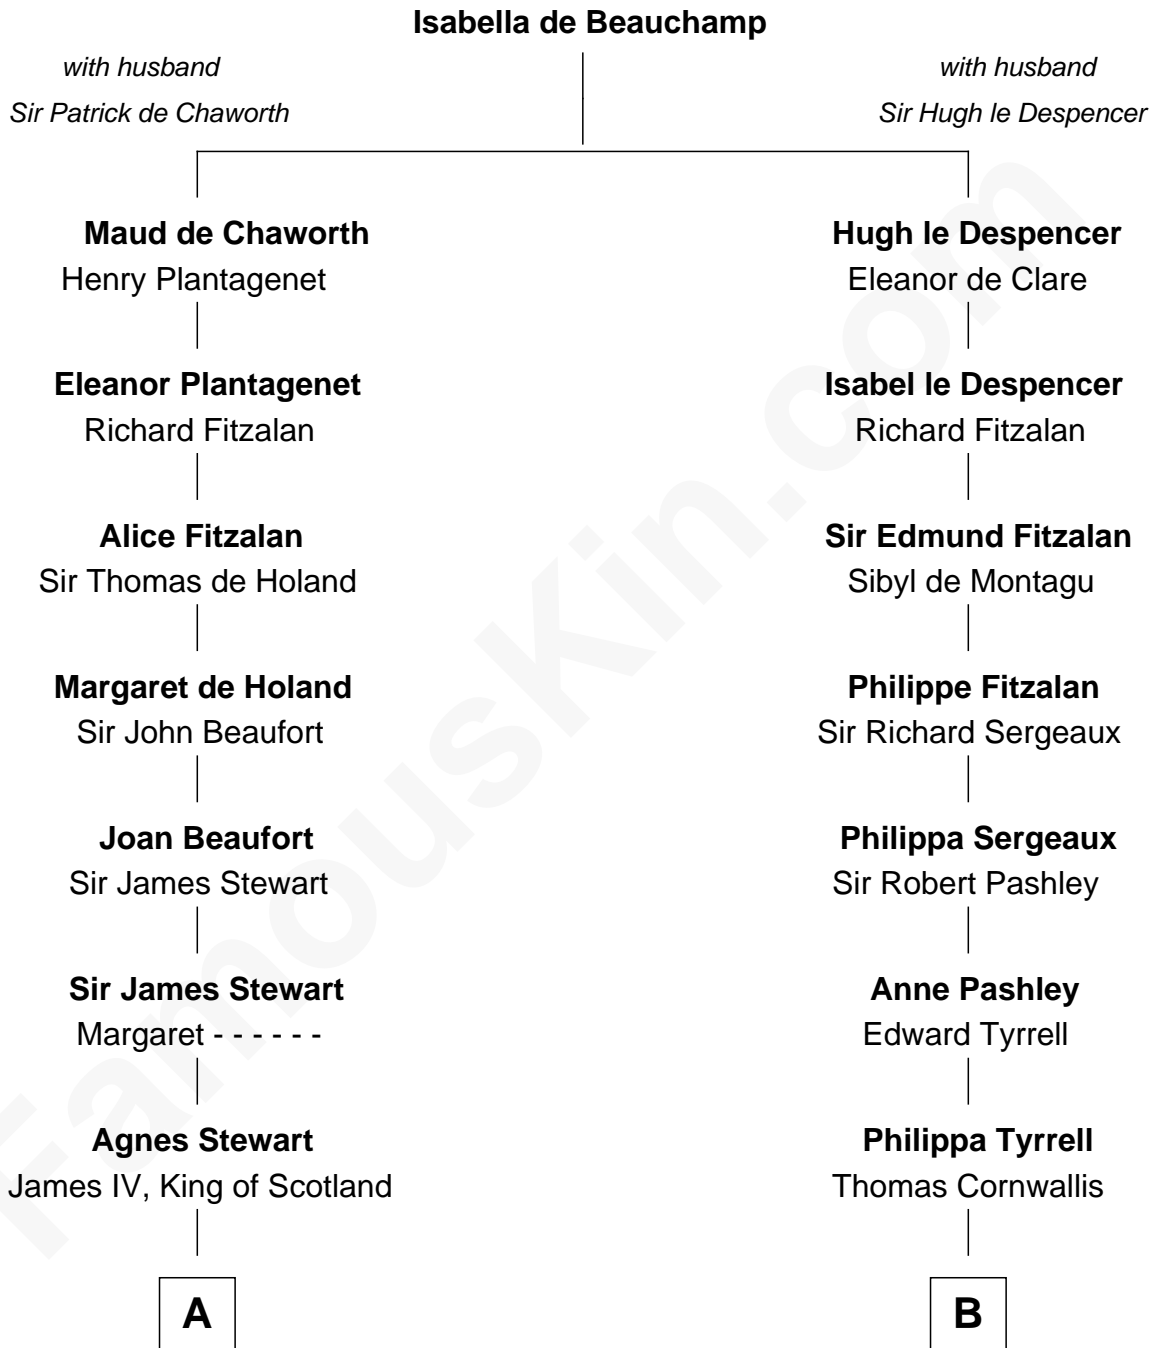 Isabella de Beauchamp
with husband
Sir Patrick de Chaworth
with husband
Sir Hugh le Despencer
Maud de Chaworth
Henry Plantagenet
Hugh le Despencer
Eleanor de Clare
Eleanor Plantagenet
Richard Fitzalan
Isabel le Despencer
Richard Fitzalan
Alice Fitzalan
Sir Thomas de Holand
Sir Edmund Fitzalan
Sibyl de Montagu
Margaret de Holand
Sir John Beaufort
Philippe Fitzalan
Sir Richard Sergeaux
Joan Beaufort
Sir James Stewart
Philippa Sergeaux
Sir Robert Pashley
Sir James Stewart
Margaret - - - - - -
Anne Pashley
Edward Tyrrell
Agnes Stewart
James IV, King of Scotland
Philippa Tyrrell
Thomas Cornwallis
A
B
FamousKin.com